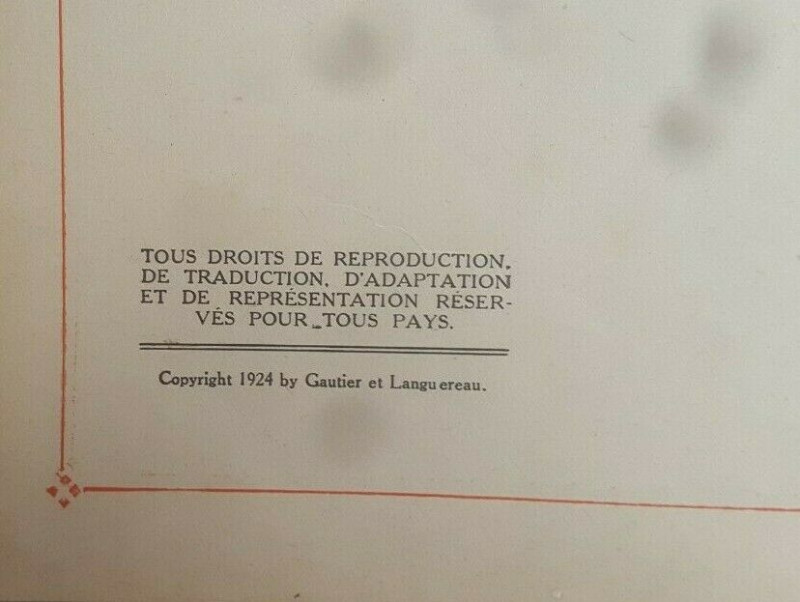 TOUS DROITS DE REPRODUCTION,
DE TRADUCTION, D'ADAPTATION
ET DE REPRÉSENTATION RÉSER-
VÉS POUR TOUS PAYS.
Copyright 1924 by Gautier et Languereau.